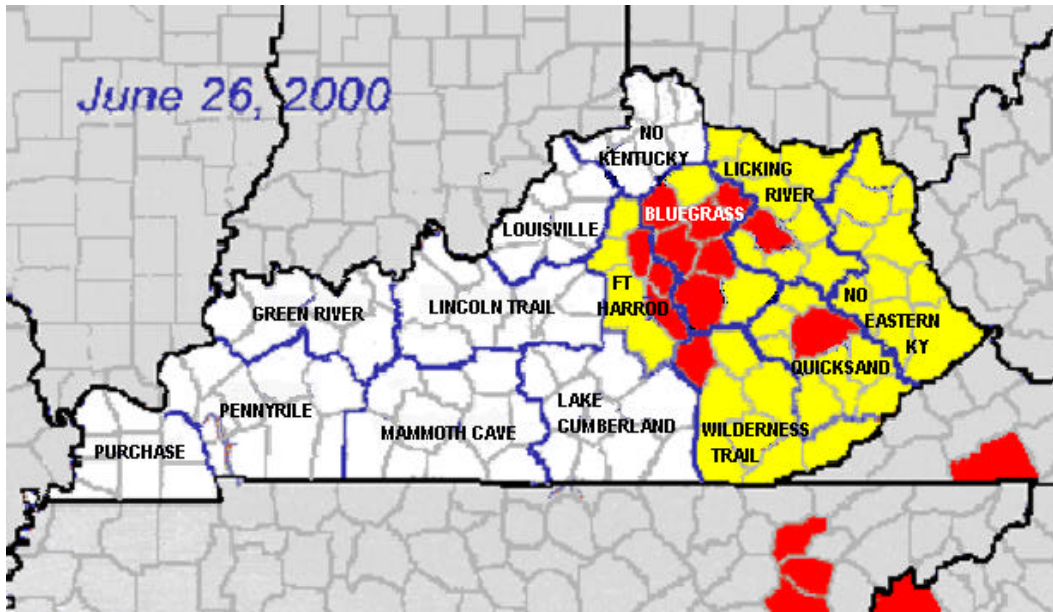 June 26, 2000
NO
KENTUCKY
LICKING
RIVER
BLUEGRASS
LOUISVILLE
FT
HARROD
NO
EASTERN
KY
LINCOLN TRAIL
GREEN RIVER
QUICKSAND
LAKE
CUMBERLAND
PENNYRILE
MAMMOTH CAVE
WILDERNESS
TRAIL
PURCHASE